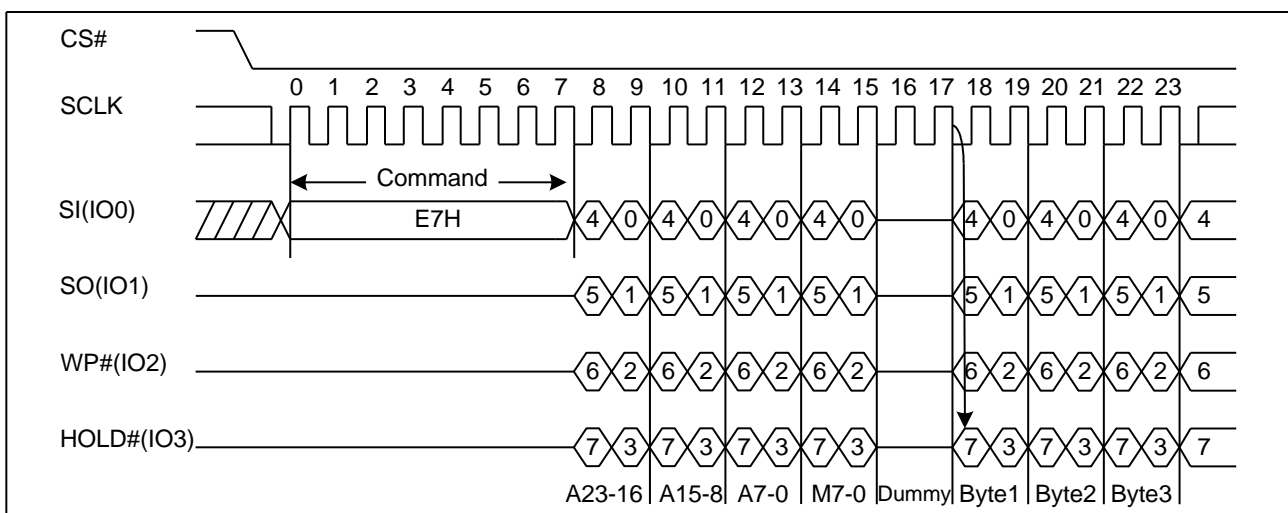 CS#
0 1 2 3 4 5 6 7 8 9 10 11 12 13 14 15 16 17 18 19 20 21 22 23
SCLK
Command
SI(IO0) E7H 4 0 4 0 4 0 4 0 4 0 4 0 4 0 4
SO(IO1) 5 1 5 1 5 1 5 1 5 1 5 1 5 1 5
WP#(IO2) 6 2 6 2 6 2 6 2 6 2 6 2 6 2 6
HOLD#(IO3) 7 3 7 3 7 3 7 3 7 3 7 3 7 3 7
A23-16 A15-8 A7-0 M7-0 Dummy Byte1 Byte2 Byte3